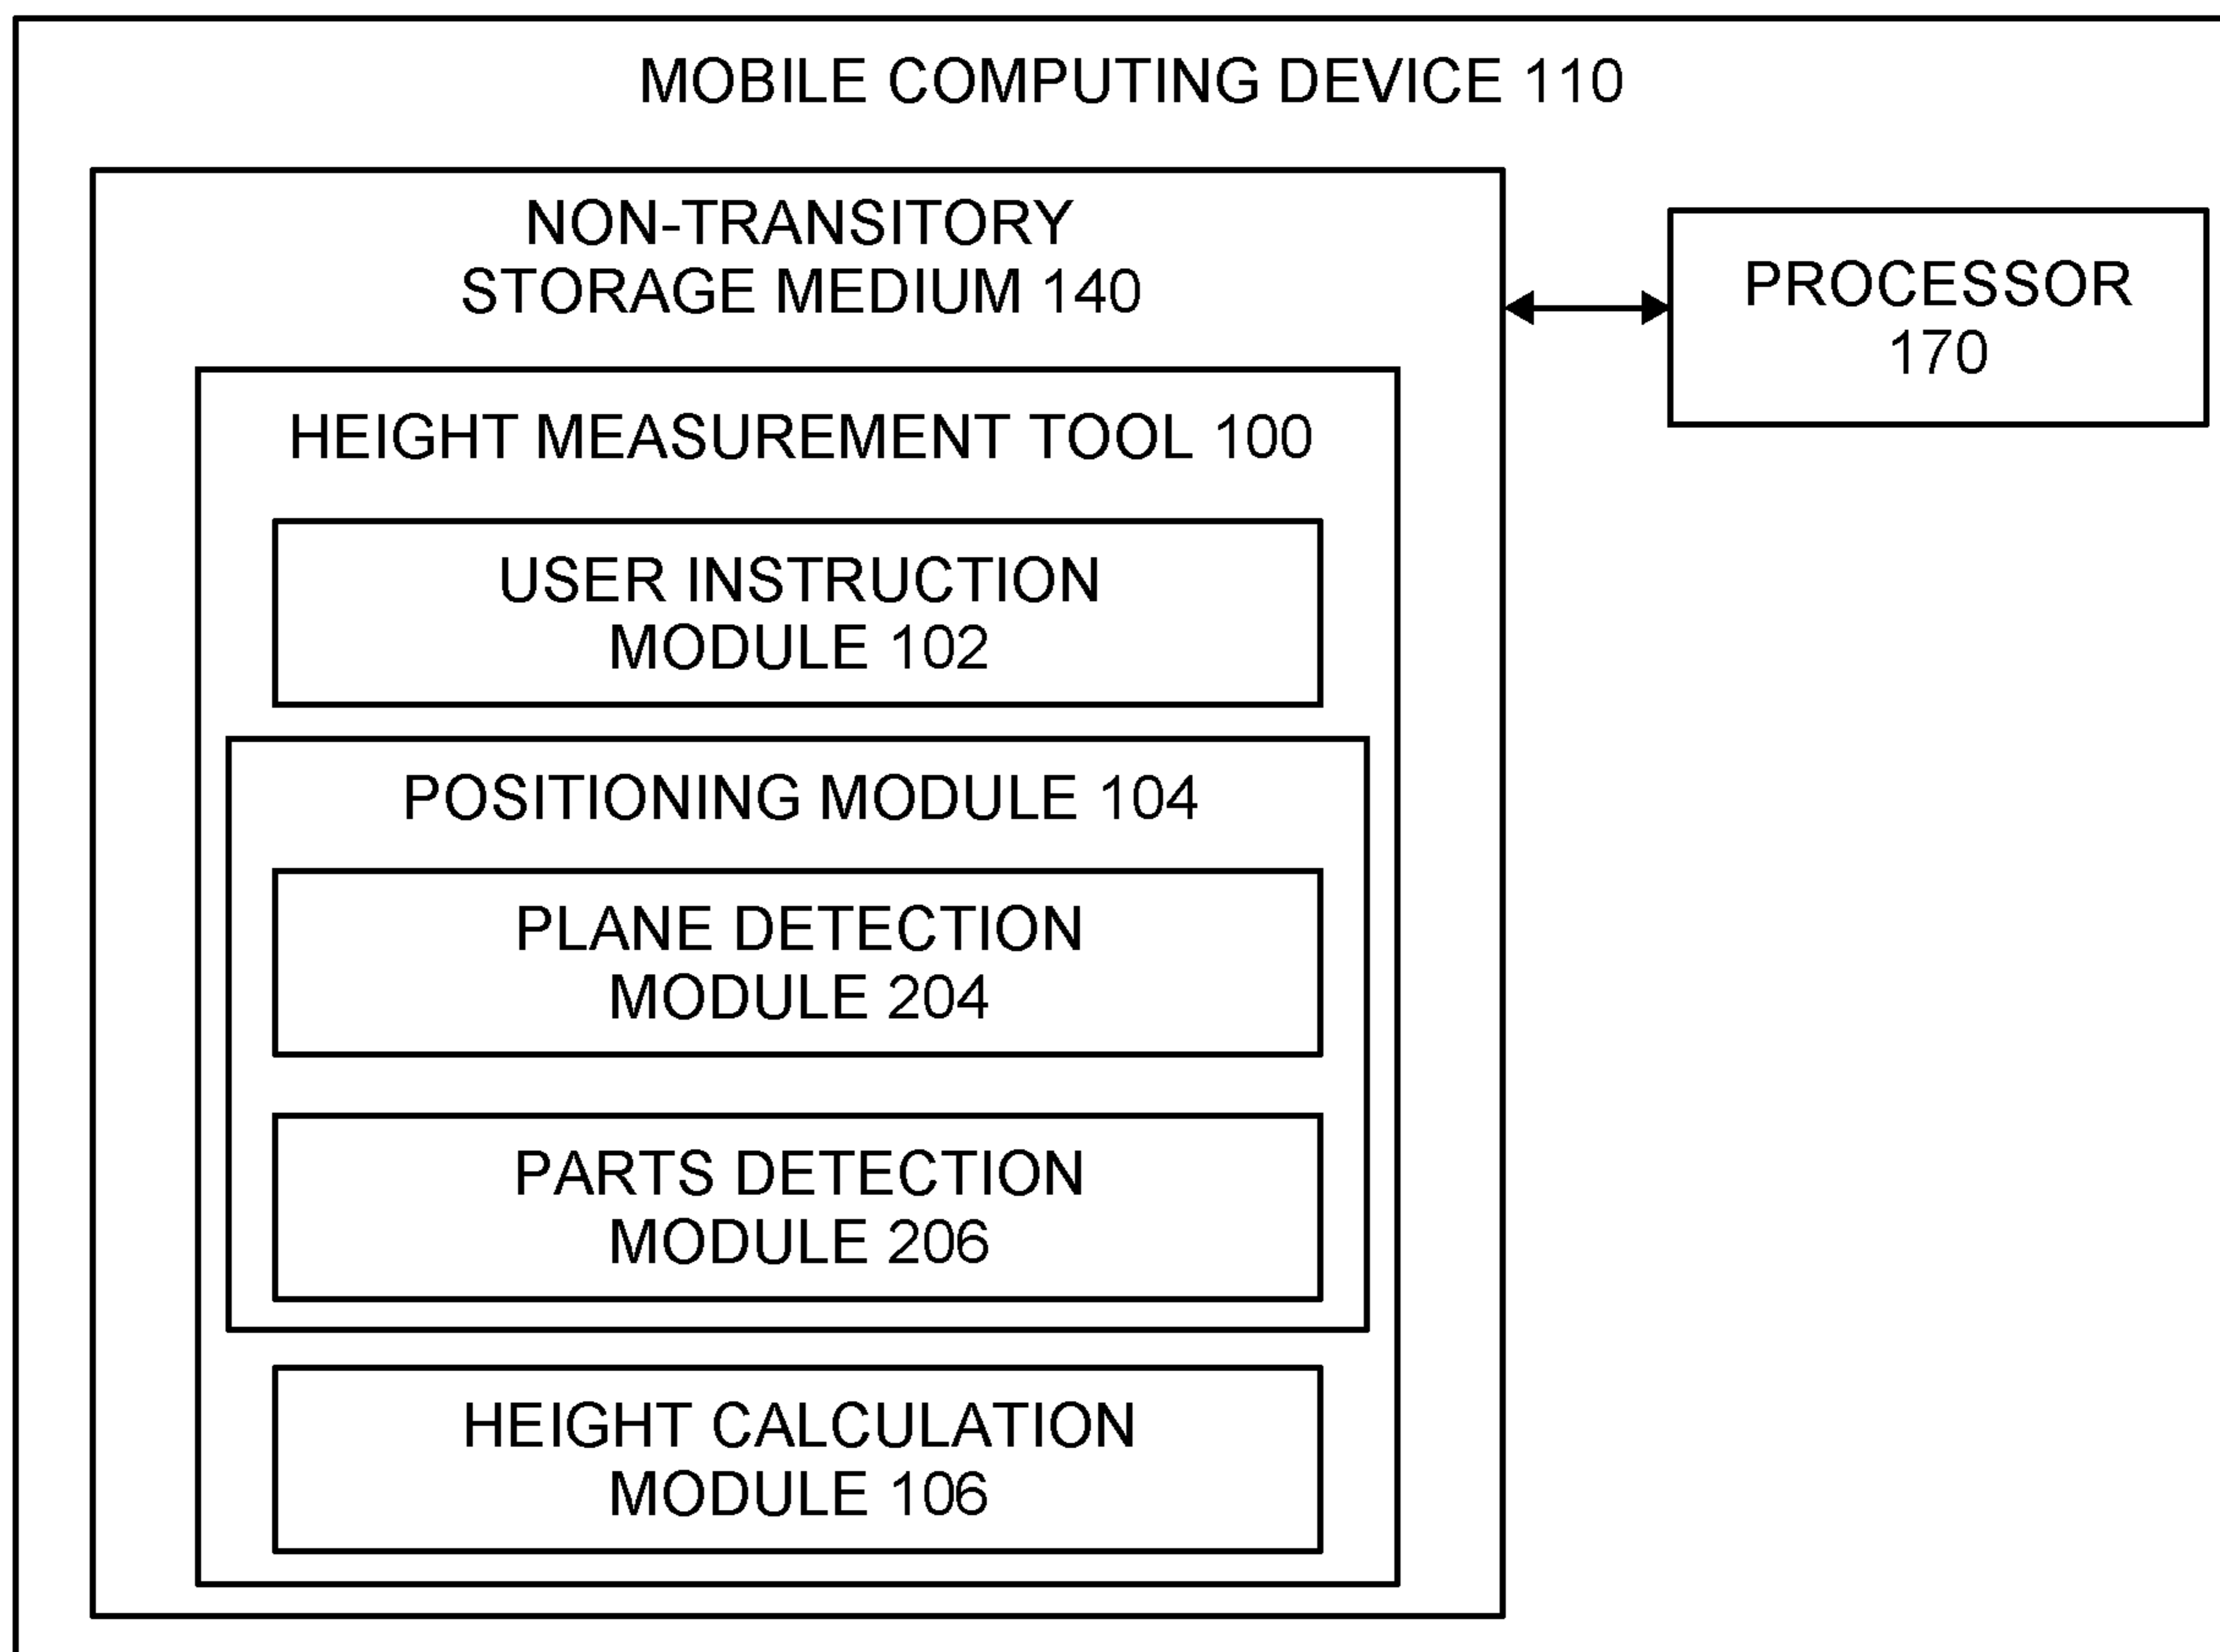 MOBILE COMPUTING DEVICE 110
NON-TRANSITORY
STORAGE MEDIUM 140
PROCESSOR
170
HEIGHT MEASUREMENT TOOL 100
USER INSTRUCTION
MODULE 102
POSITIONING MODULE 104
PLANE DETECTION
MODULE 204
PARTS DETECTION
MODULE 206
HEIGHT CALCULATION
MODULE 106